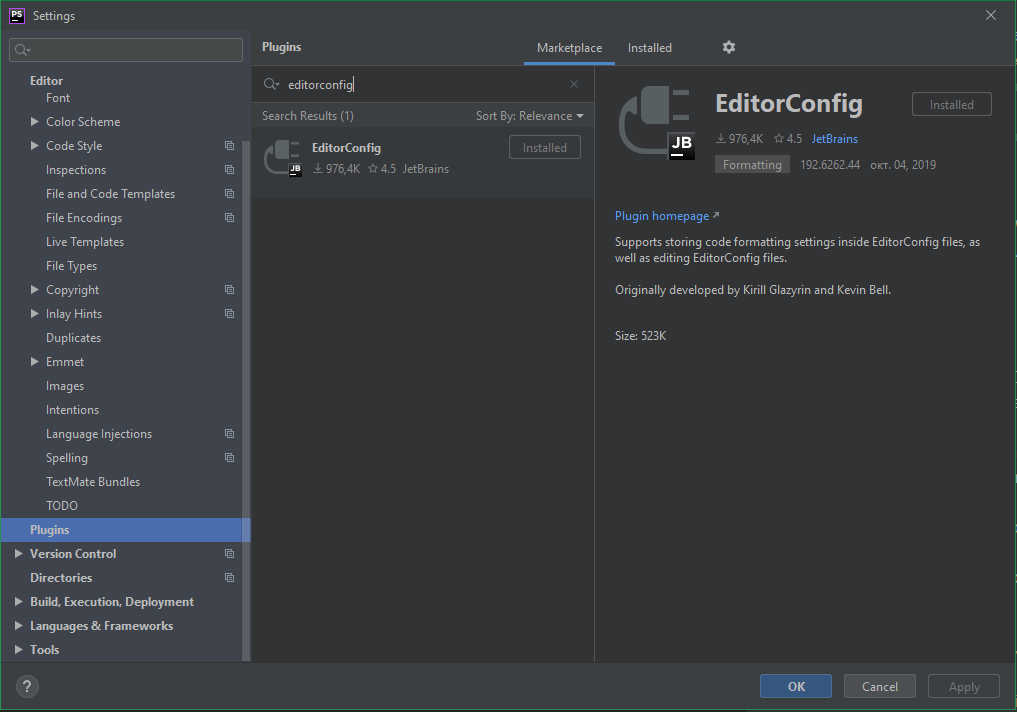 PS Settings
Plugins
Marketplace Installed
Editor
Font
Color Scheme
Code Style
Inspections
File and Code Templates
File Encodings
Live Templates
File Types
Copyright
Inlay Hints
Duplicates
Emmet
Images
Intentions
Language Injections
Spelling
TextMate Bundles
TODO
Plugins
Version Control
Directories
Build, Execution, Deployment
Languages & Frameworks
Tools
editorconfig
Search Results (1) Sort By: Relevance
EditorConfig Installed
JB 976,4K 4.5 JetBrains
EditorConfig Installed
JB
976,4K 4.5 JetBrains
Formatting 192.6262.44 окт. 04, 2019
Plugin homepage
Supports storing code formatting settings inside EditorConfig files, as
well as editing EditorConfig files.
Originally developed by Kirill Glazyrin and Kevin Bell.
Size: 523K
? OK Cancel Apply